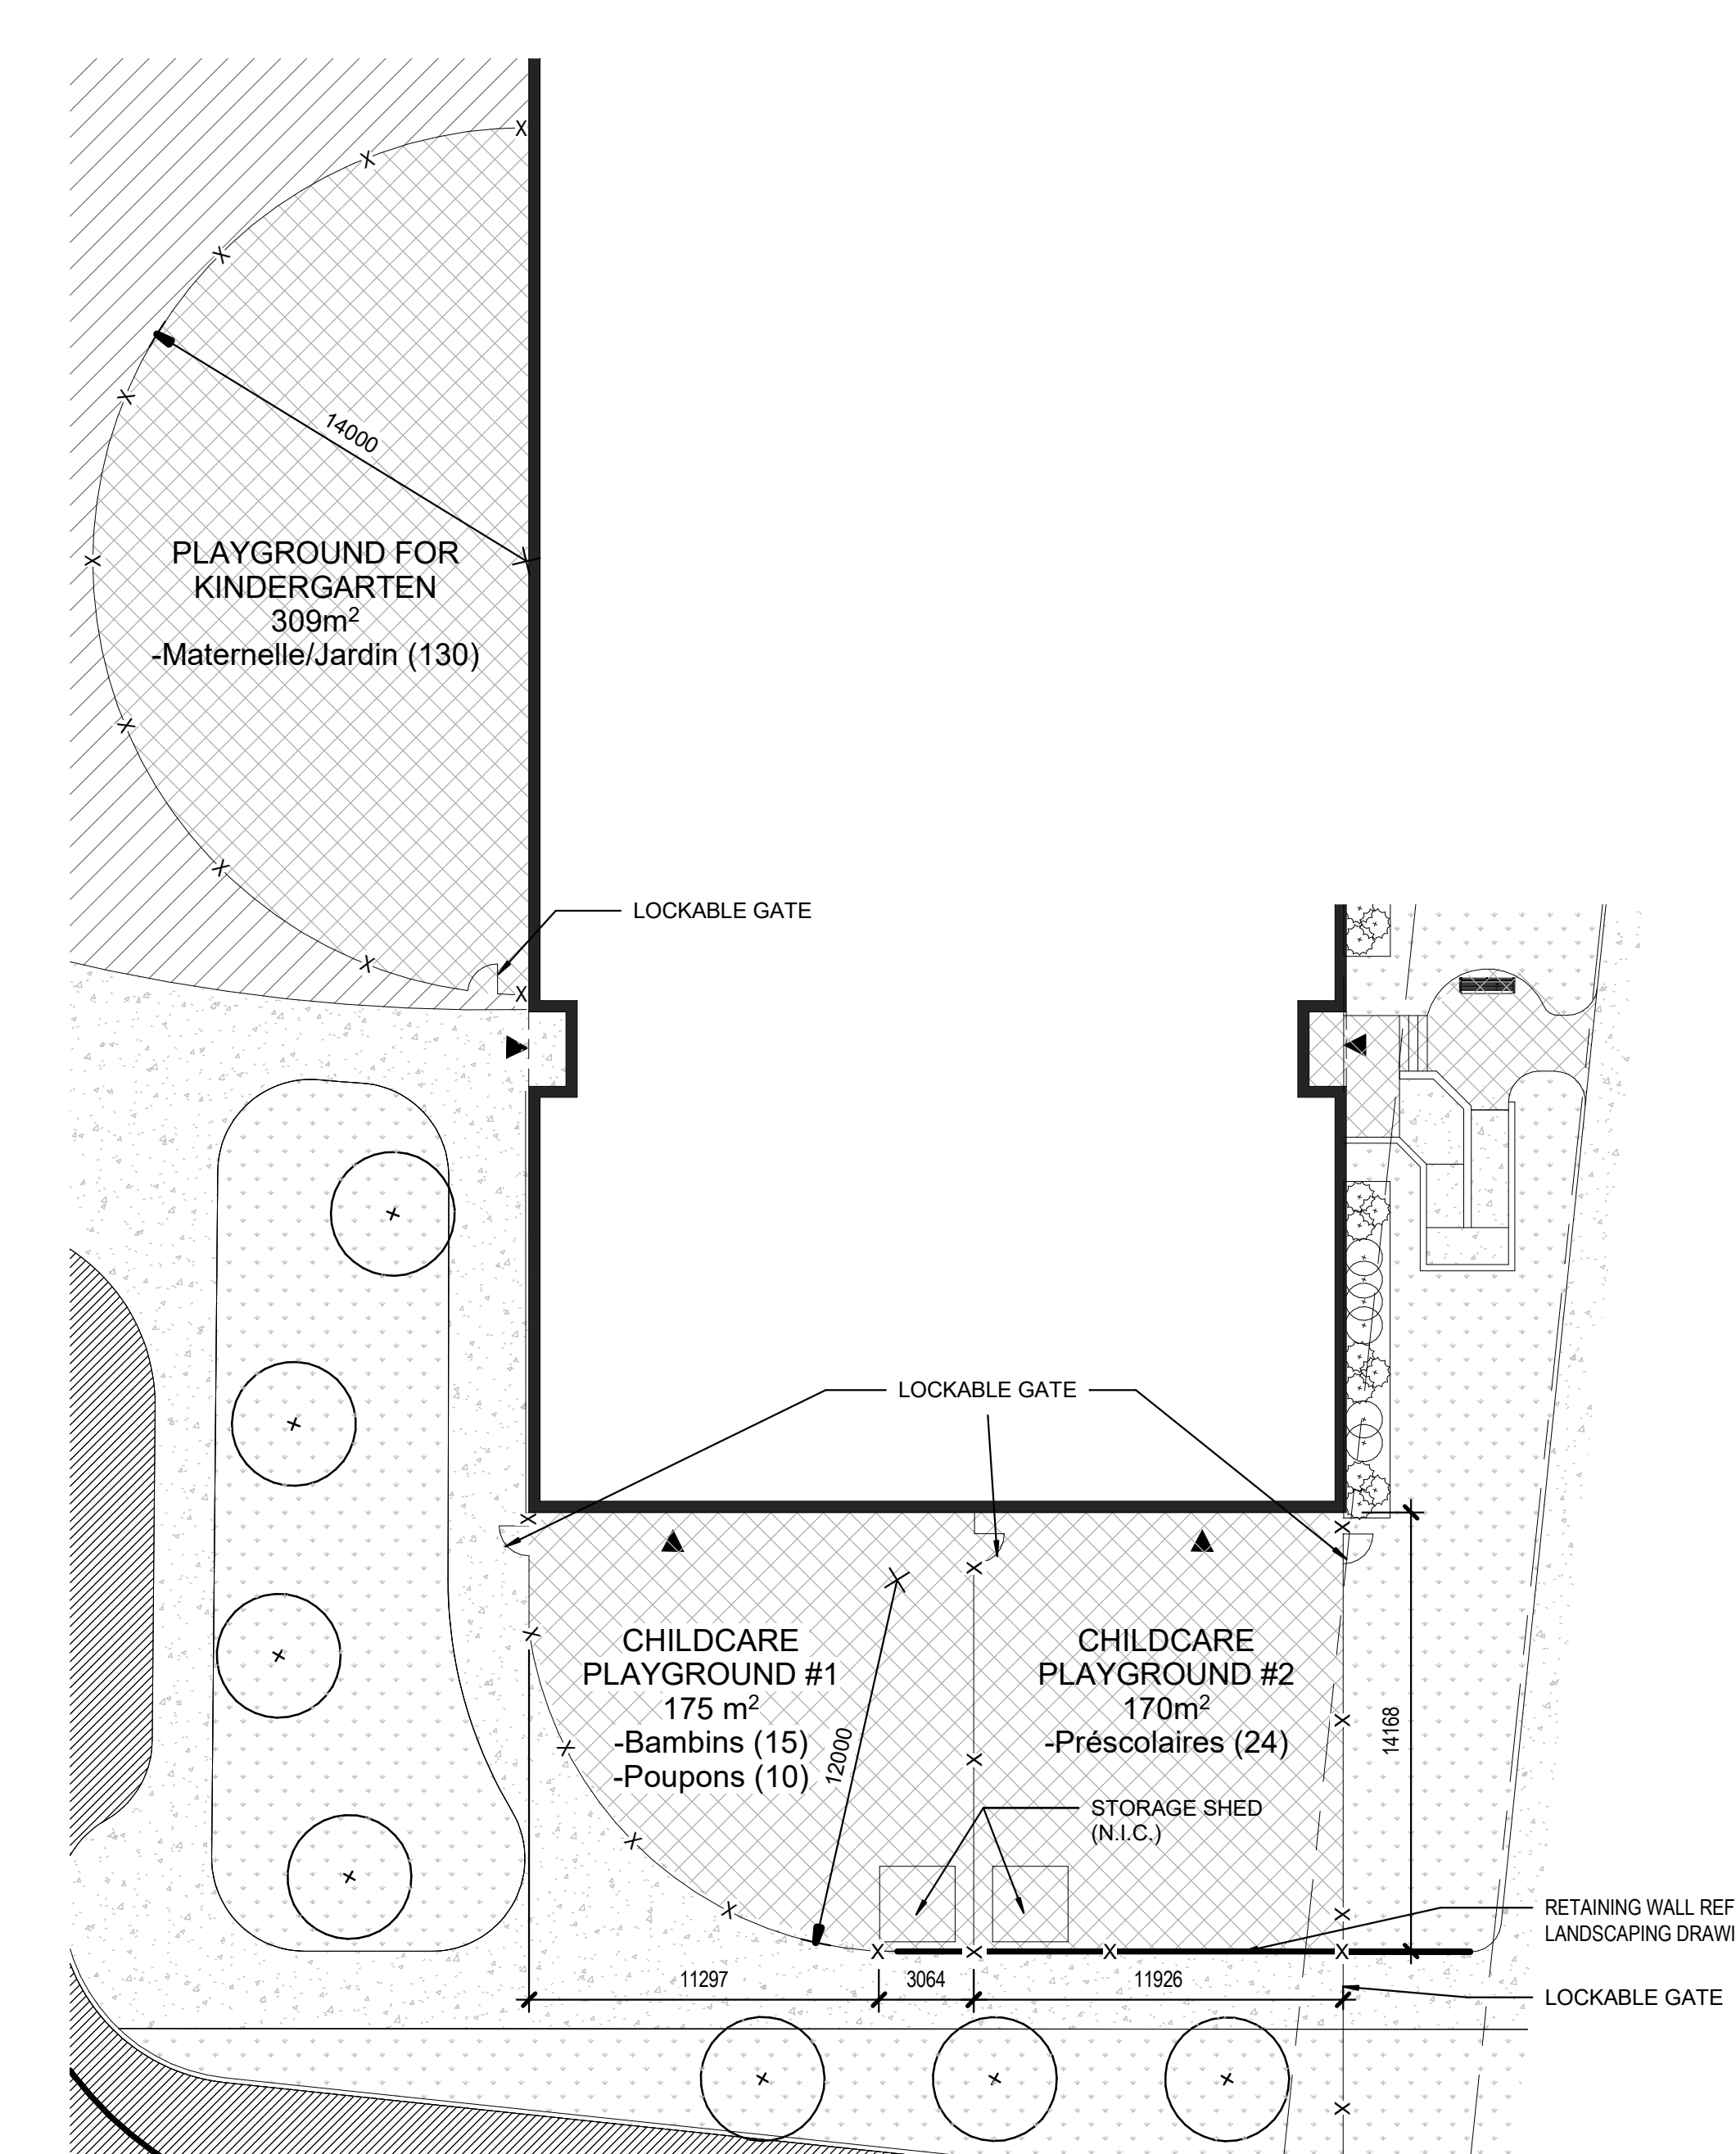 14000
PLAYGROUND FOR
KINDERGARTEN
309m²
-Maternelle/Jardin (130)
LOCKABLE GATE
LOCKABLE GATE
CHILDCARE
PLAYGROUND #1
175 m²
-Bambins (15)
-Poupons (10)
12000
CHILDCARE
PLAYGROUND #2
170m²
-Préscolaires (24)
14168
STORAGE SHED
(N.I.C.)
RETAINING WALL REF
LANDSCAPING DRAWI
11297
3064
11926
LOCKABLE GATE